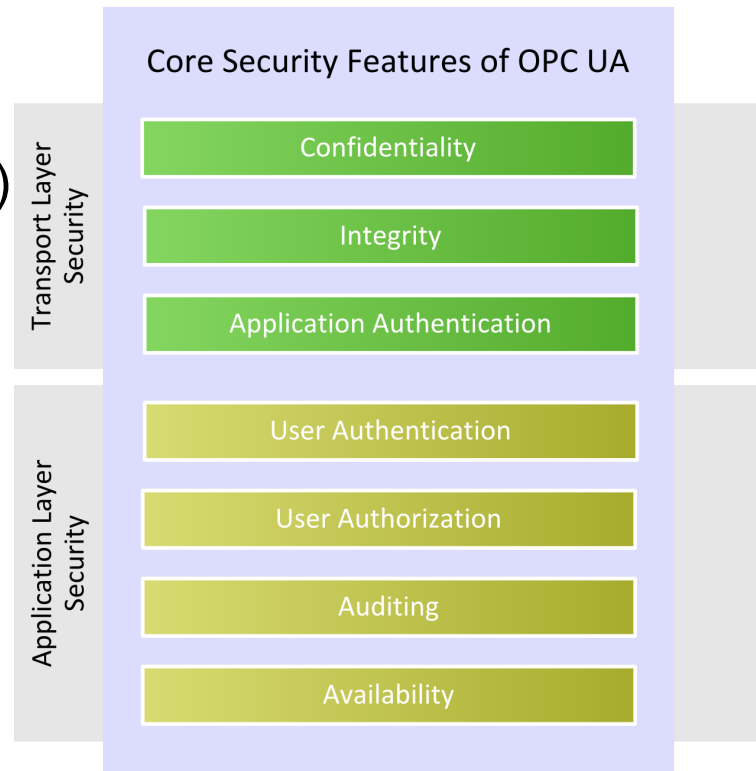 Core Security Features of OPC UA
)
Transport Layer
Security
Confidentiality
Integrity
Application Authentication
Application Layer
Security
User Authentication
User Authorization
Auditing
Availability